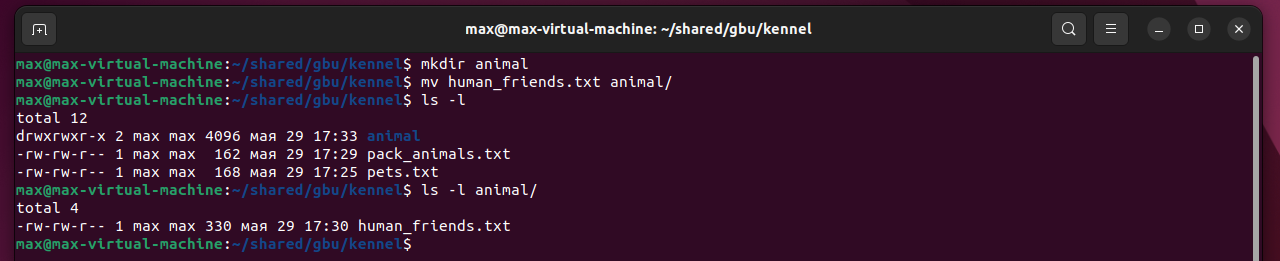 max@max-virtual-machine: ~/shared/gbu/kennel
max@max-virtual-machine:~/shared/gbu/kennel$ mkdir animal
max@max-virtual-machine:~/shared/gbu/kennel$ mv human_friends.txt animal/
max@max-virtual-machine:~/shared/gbu/kennel$ ls -l
total 12
drwxrwxr-x 2 max max 4096 мая 29 17:33 animal
-rw-rw-r-- 1 max max  162 мая 29 17:29 pack_animals.txt
-rw-rw-r-- 1 max max  168 мая 29 17:25 pets.txt
max@max-virtual-machine:~/shared/gbu/kennel$ ls -l animal/
total 4
-rw-rw-r-- 1 max max 330 мая 29 17:30 human_friends.txt
max@max-virtual-machine:~/shared/gbu/kennel$